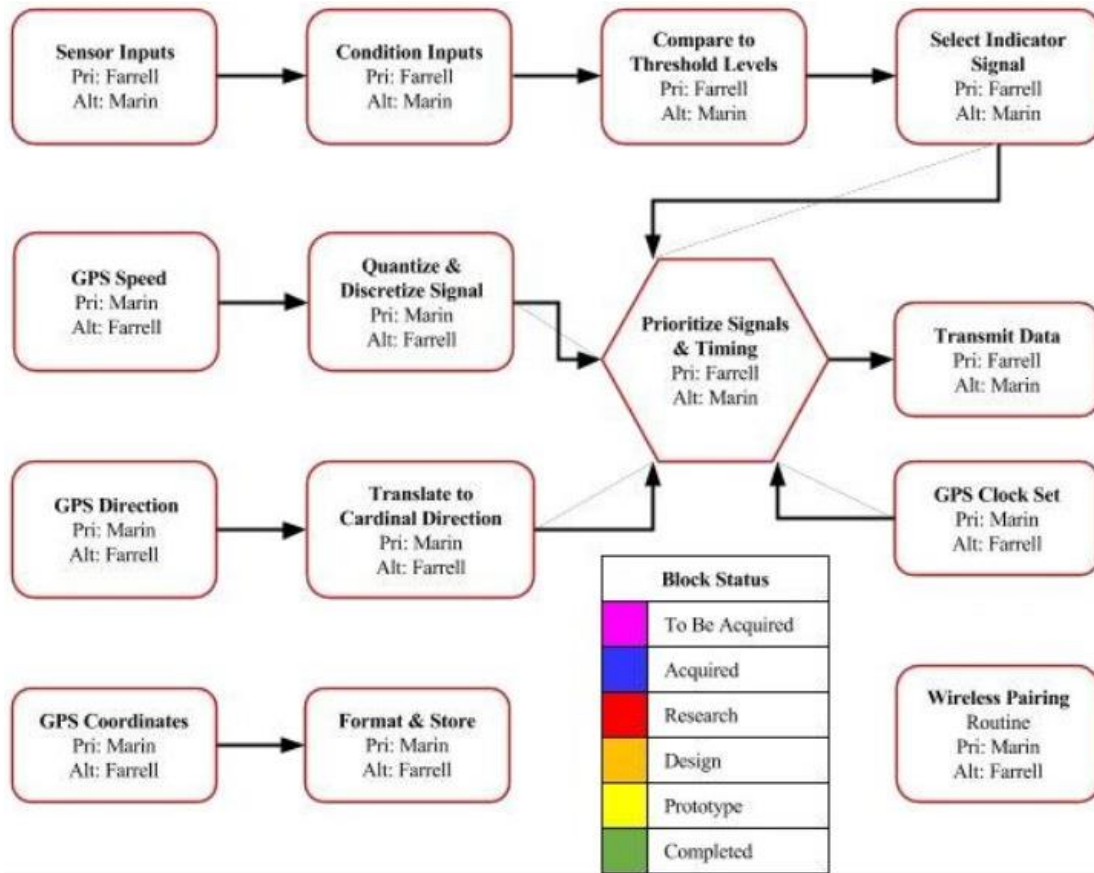 Sensor Inputs
Pri: Farrell
Alt: Marin
Condition Inputs
Pri: Farrell
Alt: Marin
Compare to
Threshold Levels
Pri: Farrell
Alt: Marin
Select Indicator
Signal
Pri: Farrell
Alt: Marin
GPS Speed
Pri: Marin
Alt: Farrell
Quantize &
Discretize Signal
Pri: Marin
Alt: Farrell
Prioritize Signals
& Timing
Pri: Farrell
Alt: Marin
Transmit Data
Pri: Farrell
Alt: Marin
GPS Direction
Pri: Marin
Alt: Farrell
Translate to
Cardinal Direction
Pri: Marin
Alt: Farrell
GPS Clock Set
Pri: Marin
Alt: Farrell
GPS Coordinates
Pri: Marin
Alt: Farrell
Format & Store
Pri: Marin
Alt: Farrell
Block Status
To Be Acquired
Acquired
Research
Design
Prototype
Completed
Wireless Pairing
Routine
Pri: Marin
Alt: Farrell